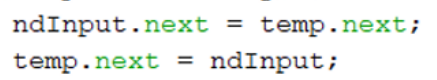 ndInput.next = temp.next;
temp.next = ndInput;